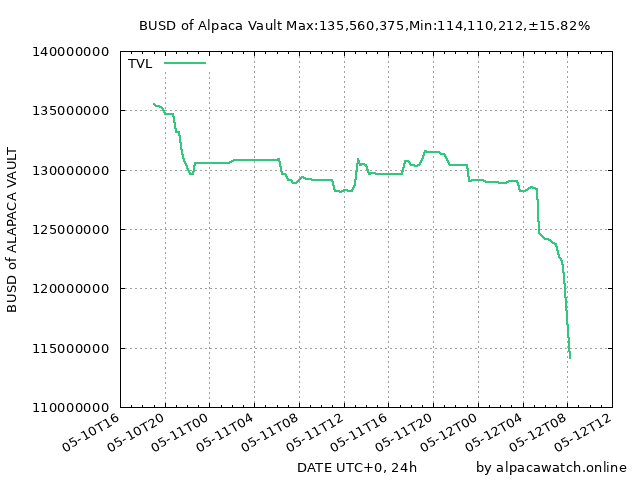 BUSD of Alpaca Vault Max:135,560,375,Min:114,110,212,±15.82%
TVL
BUSD of ALAPACA VAULT
140000000
135000000
130000000
125000000
120000000
115000000
110000000
05-10T16
05-10T20
05-11T00
05-11T04
05-11T08
05-11T12
05-11T16
05-11T20
05-12T00
05-12T04
05-12T08
05-12T12
DATE UTC+0, 24h
by alpacawatch.online